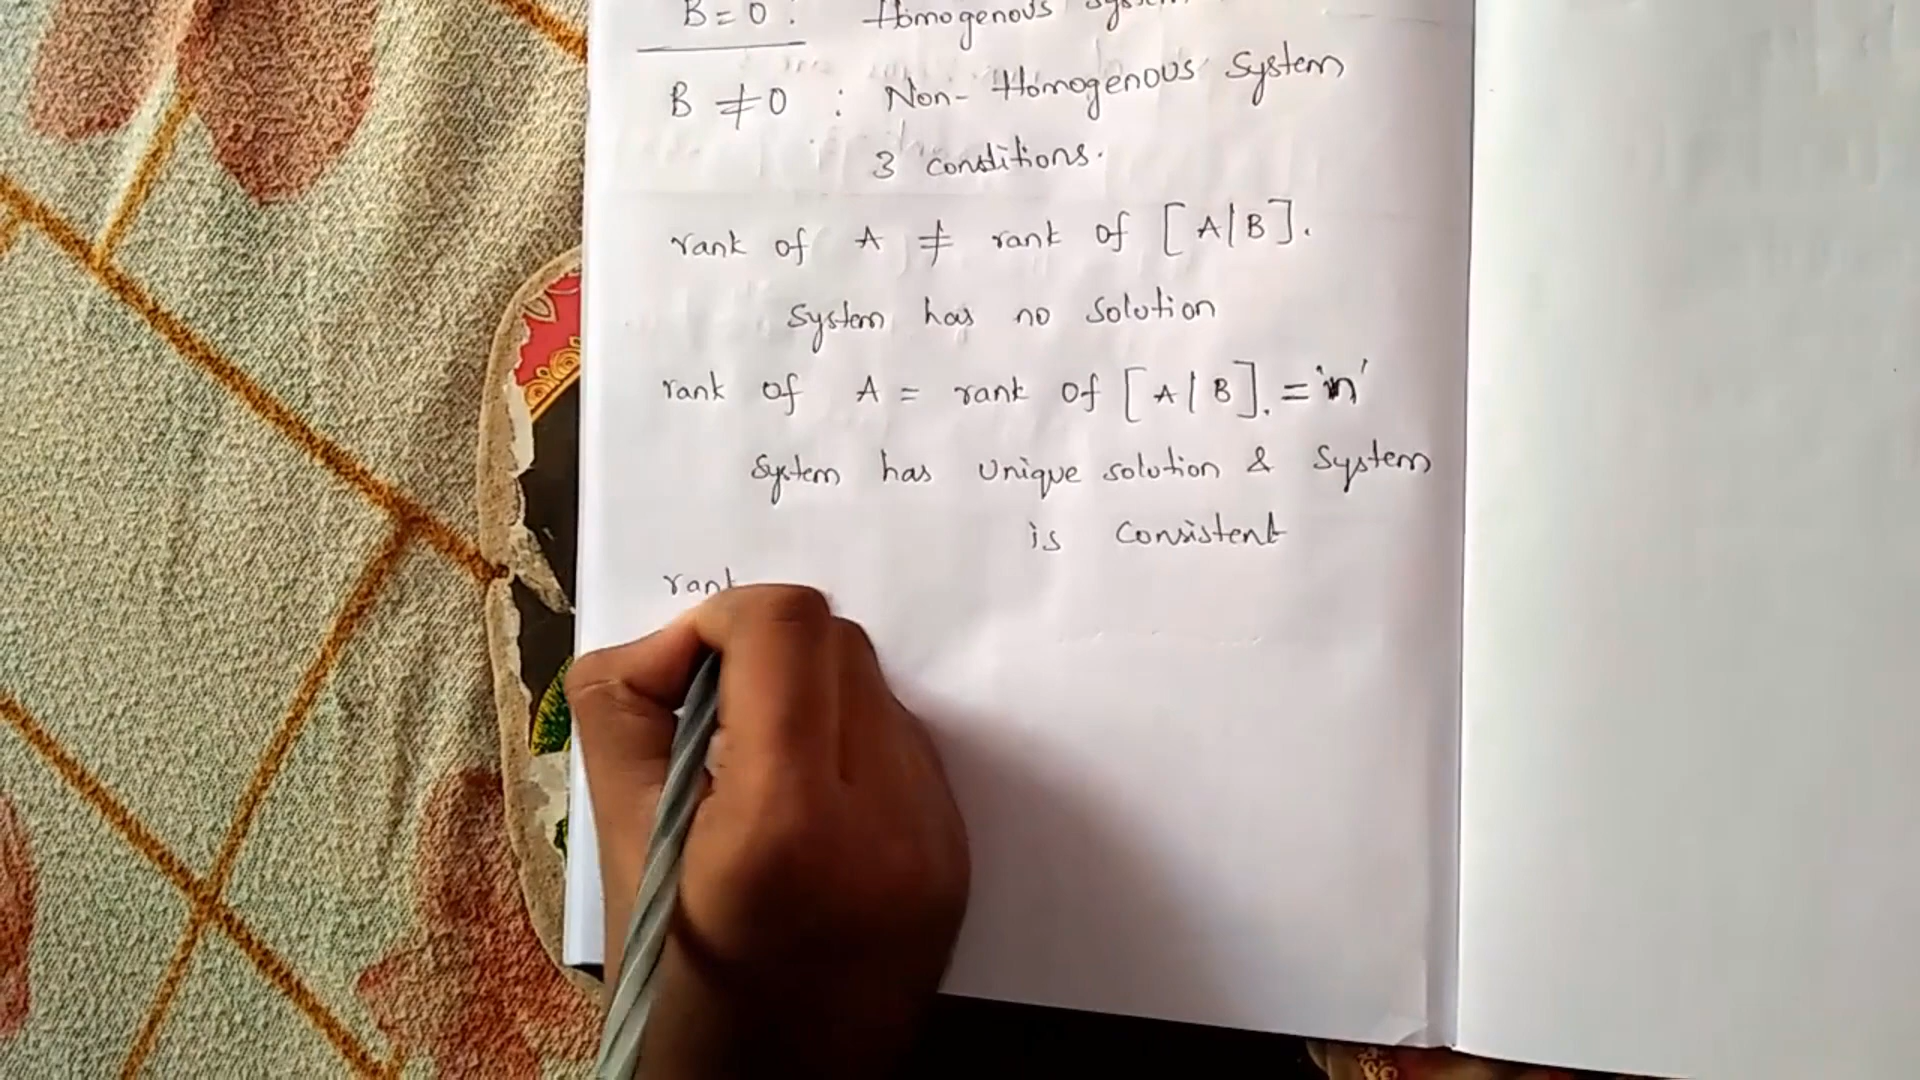 B = 0 : Homogenous System
B ≠ 0 : Non-Homogenous System
3 conditions.
rank of A ≠ rank of [A|B].
System has no solution
rank of A = rank of [A|B]. = 'n'
System has unique solution & System
is consistent
rank